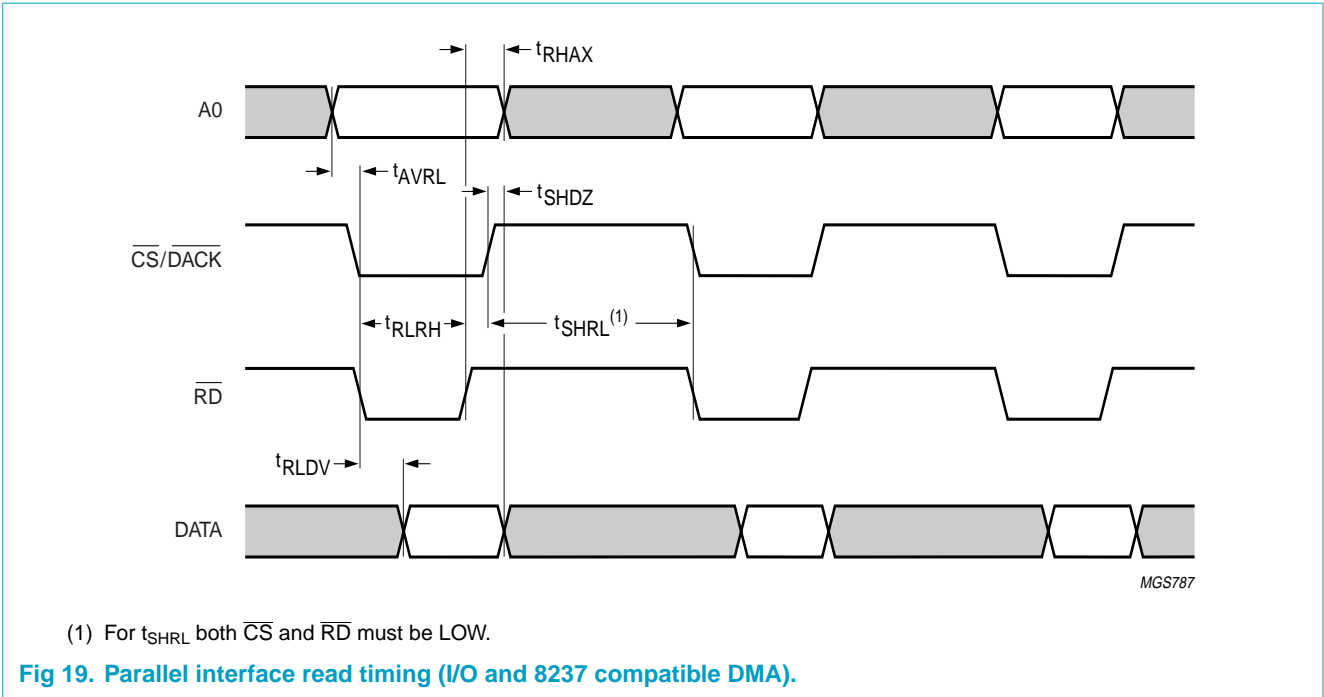 tRHAX
A0
tAVRL
tSHDZ
CS/DACK
tRLRH
tSHRL(1)
RD
tRLDV
DATA
MGS787
(1) For tSHRL both CS and RD must be LOW.
Fig 19. Parallel interface read timing (I/O and 8237 compatible DMA).